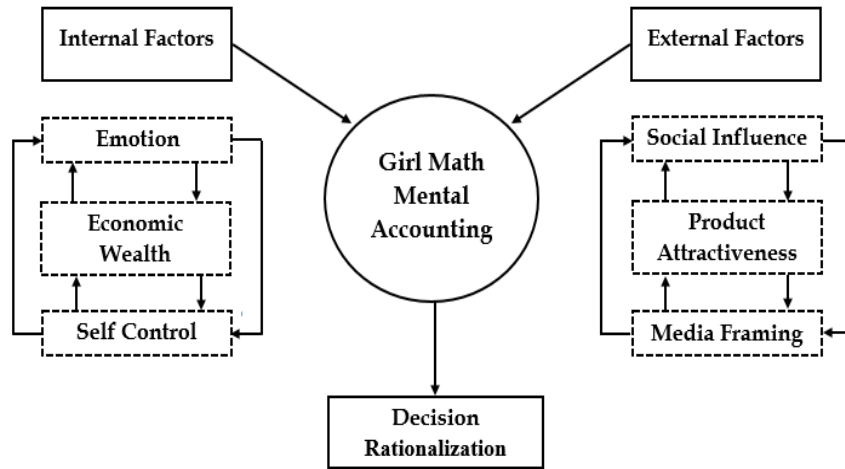 Internal Factors
External Factors
Emotion
Economic
Wealth
Self Control
Girl Math
Mental
Accounting
Social Influence
Product
Attractiveness
Media Framing
Decision
Rationalization